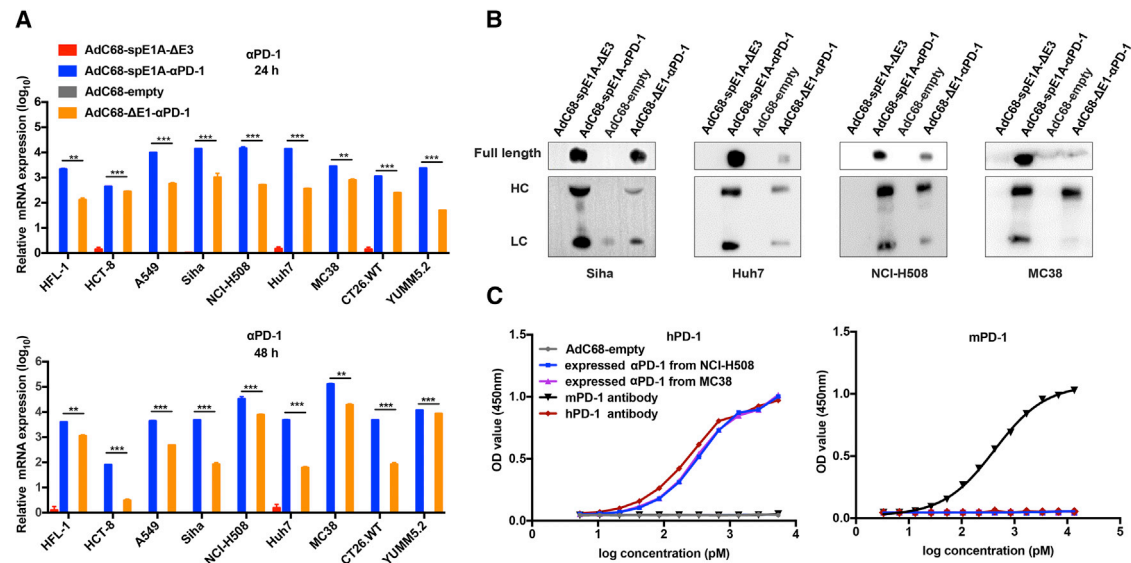 A
AdC68-spE1A-ΔE3
AdC68-spE1A-αPD-1
AdC68-empty
AdC68-ΔE1-αPD-1
αPD-1
24 h
Relative mRNA expression (log10)
6
5
4
3
2
1
0
** *** *** *** *** *** ** *** ***
HFL-1 HCT-8 A549 Siha NCI-H508 Huh7 MC38 CT26.WT YUMM5.2
αPD-1
48 h
Relative mRNA expression (log10)
6
5
4
3
2
1
0
** *** *** *** *** *** ** *** ***
HFL-1 HCT-8 A549 Siha NCI-H508 Huh7 MC38 CT26.WT YUMM5.2
B
AdC68-spE1A-ΔE3 AdC68-spE1A-αPD-1 AdC68-empty AdC68-ΔE1-αPD-1
AdC68-spE1A-ΔE3 AdC68-spE1A-αPD-1 AdC68-empty AdC68-ΔE1-αPD-1
AdC68-spE1A-ΔE3 AdC68-spE1A-αPD-1 AdC68-empty AdC68-ΔE1-αPD-1
AdC68-spE1A-ΔE3 AdC68-spE1A-αPD-1 AdC68-empty AdC68-ΔE1-αPD-1
Full length
HC
LC
Siha Huh7 NCI-H508 MC38
C
hPD-1
AdC68-empty
expressed αPD-1 from NCI-H508
expressed αPD-1 from MC38
mPD-1 antibody
hPD-1 antibody
OD value (450nm)
1.5
1.0
0.5
0.0
0 1 2 3 4
log concentration (pM)
mPD-1
OD value (450nm)
1.5
1.0
0.5
0.0
0 1 2 3 4 5
log concentration (pM)